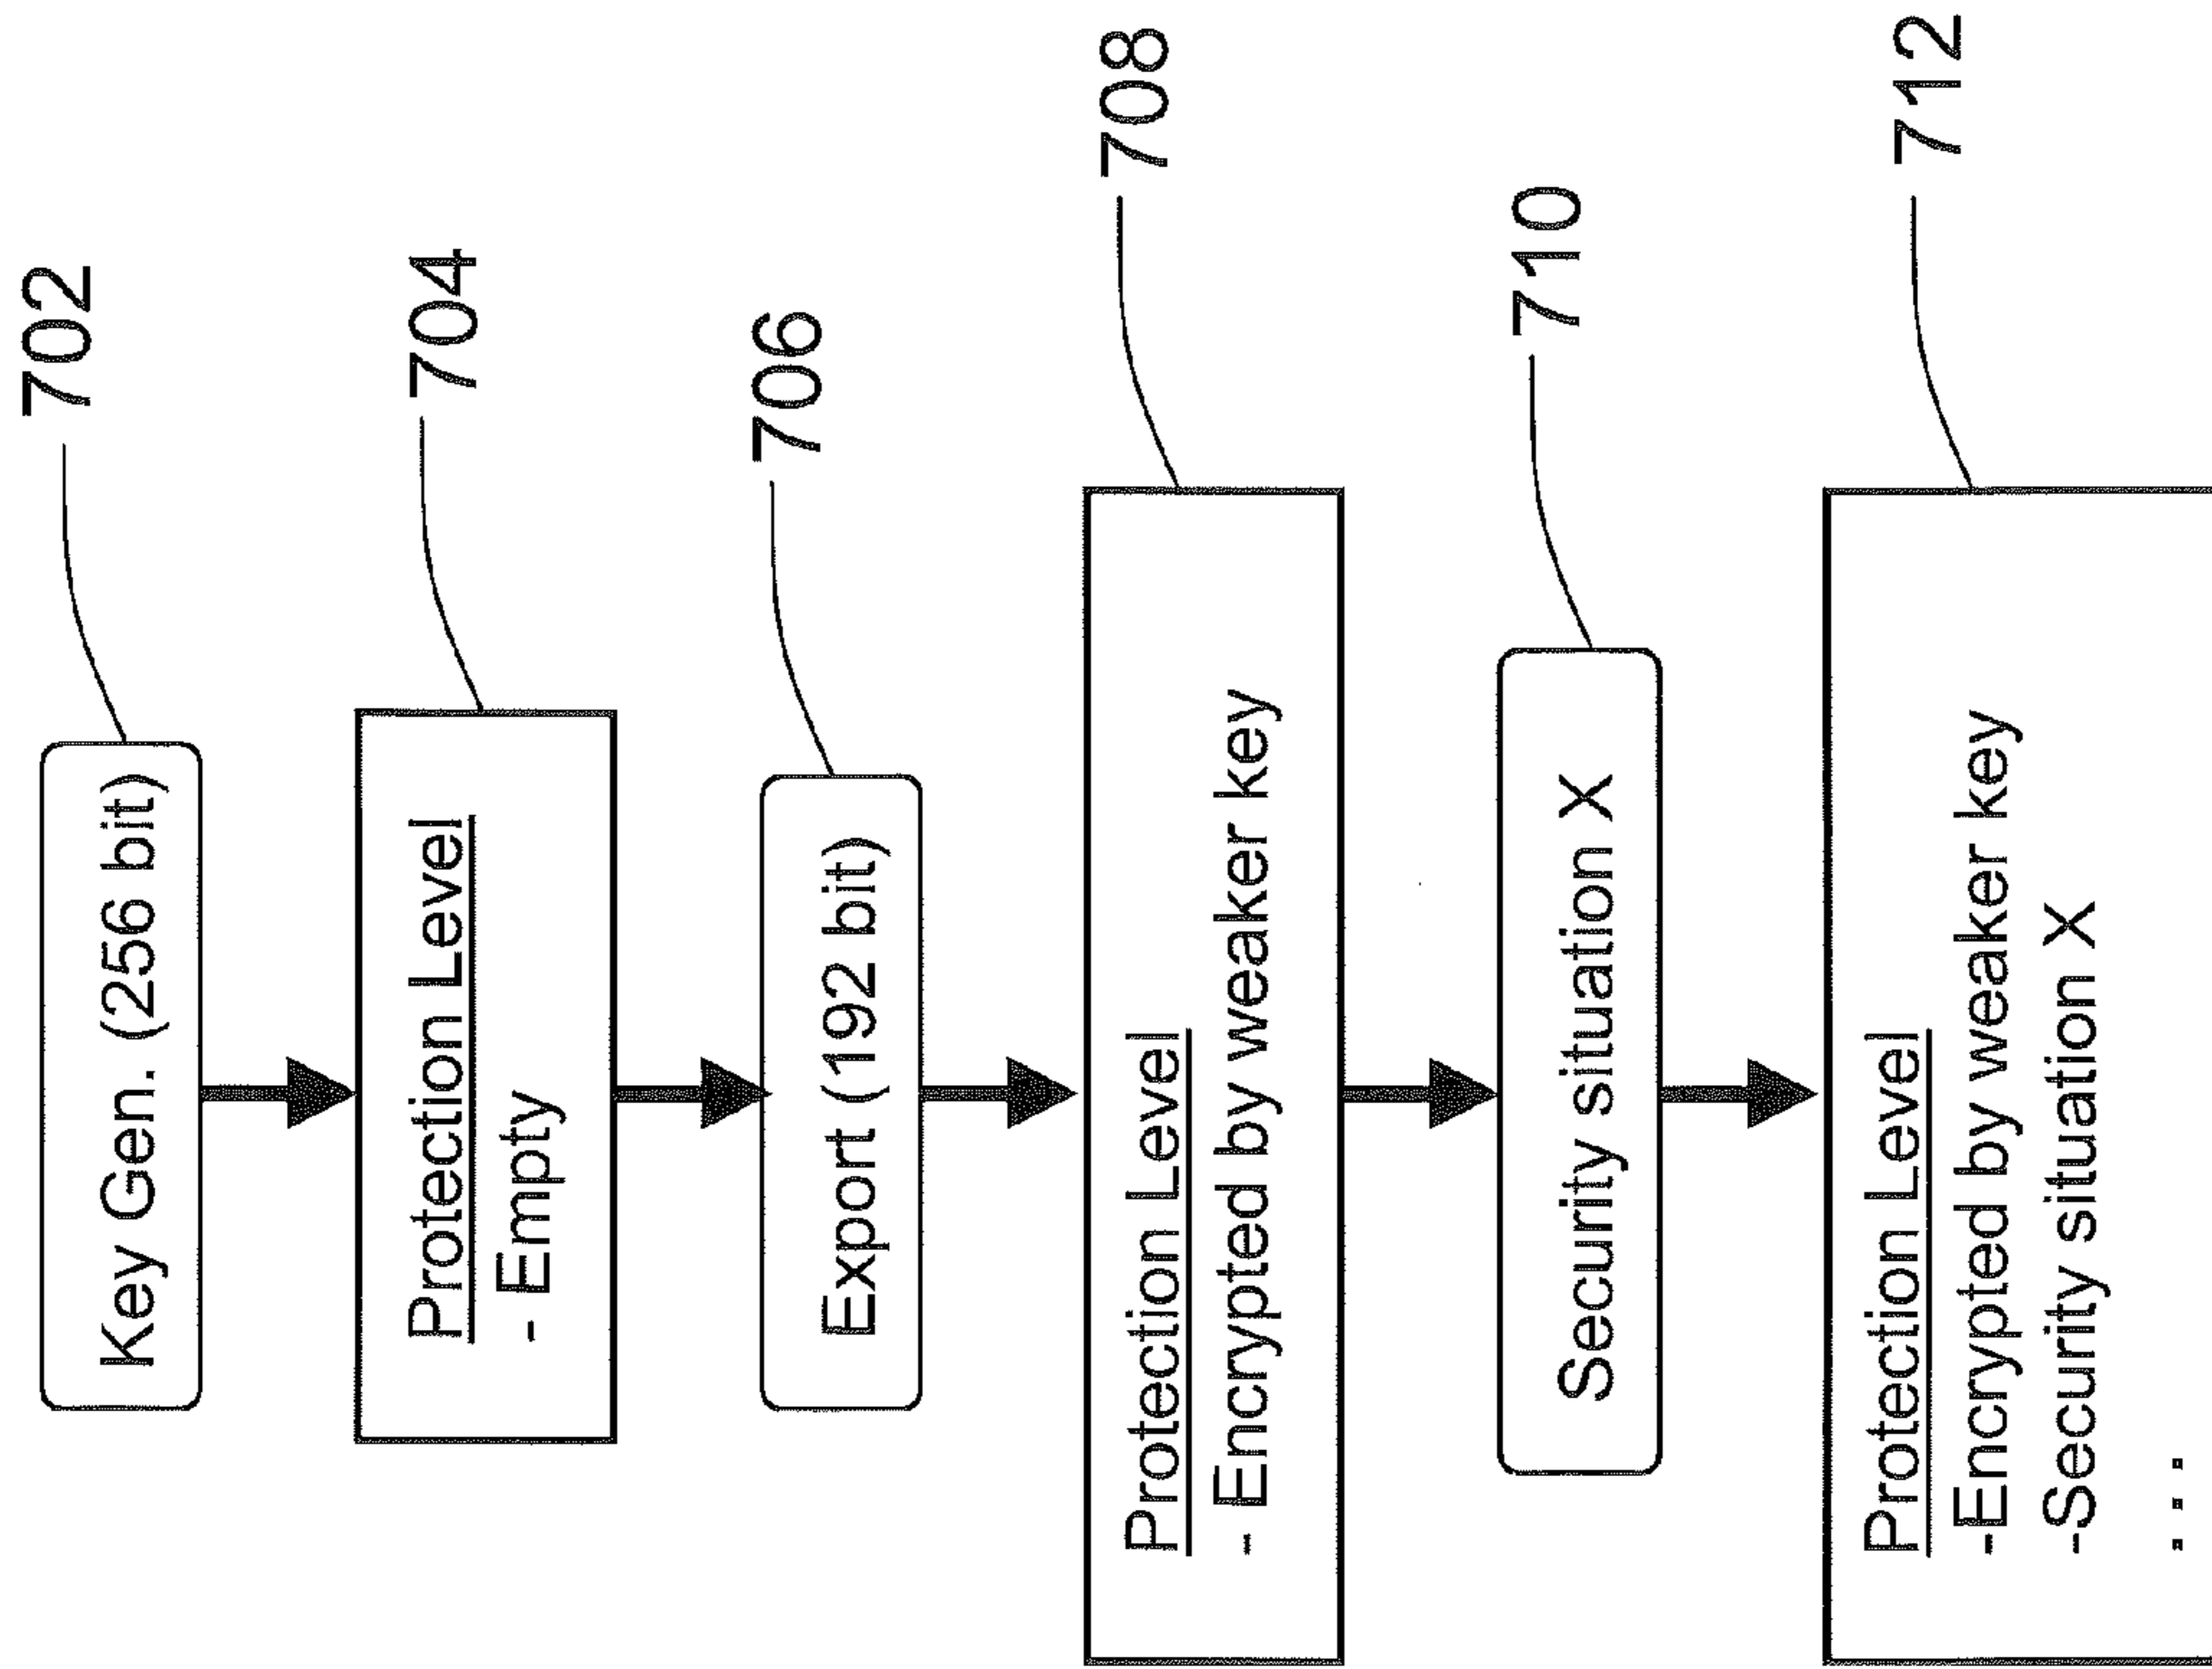 702
Key Gen. (256 bit)
704
Protection Level
- Empty
706
Export (192 bit)
708
Protection Level
- Encrypted by weaker key
710
Security situation X
712
Protection Level
-Encrypted by weaker key
-Security situation X
...